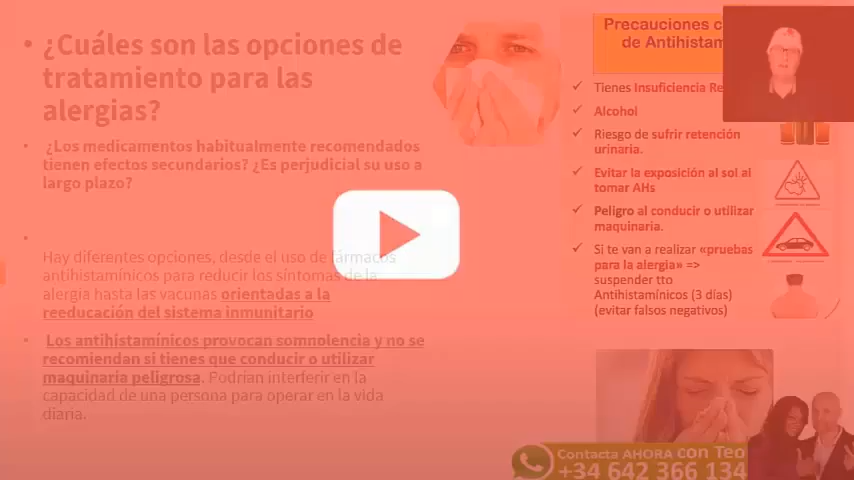 • ¿Cuáles son las opciones de
tratamiento para las
alergias?
• ¿Los medicamentos habitualmente recomendados
tienen efectos secundarios? ¿Es perjudicial su uso a
largo plazo?
•
Hay diferentes opciones, desde el uso de fármacos
antihistamínicos para reducir los síntomas de la
alergia hasta las vacunas orientadas a la
reeducación del sistema inmunitario
• Los antihistamínicos provocan somnolencia y no se
recomiendan si tienes que conducir o utilizar
maquinaria peligrosa. Podrían interferir en la
capacidad de una persona para operar en la vida
diaria.
Precauciones c
de Antihistam
✓ Tienes Insuficiencia Re
✓ Alcohol
✓ Riesgo de sufrir retención
urinaria.
✓ Evitar la exposición al sol al
tomar AHs
✓ Peligro al conducir o utilizar
maquinaria.
✓ Si te van a realizar «pruebas
para la alergia» =>
suspender tto
Antihistamínicos (3 días)
(evitar falsos negativos)
Contacta AHORA con Teo
+34 642 366 134